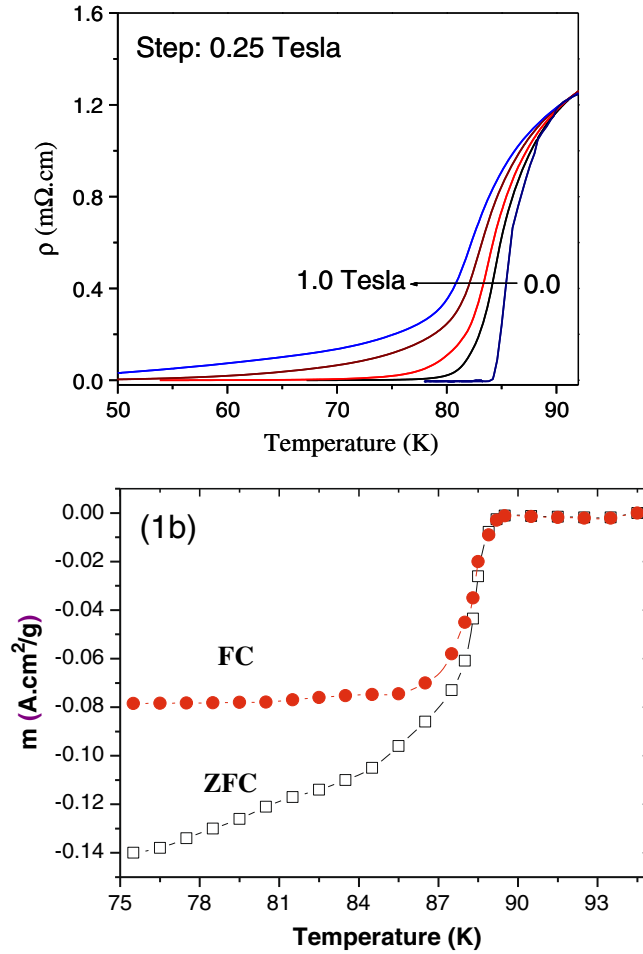 1.6
Step: 0.25 Tesla
1.2
0.8
ρ (mΩ.cm)
0.4
1.0 Tesla
0.0
0.0
50
60
70
80
90
Temperature (K)
0.00
(1b)
-0.02
-0.04
-0.06
FC
-0.08
m (A.cm²/g)
-0.10
ZFC
-0.12
-0.14
75
78
81
84
87
90
93
Temperature (K)